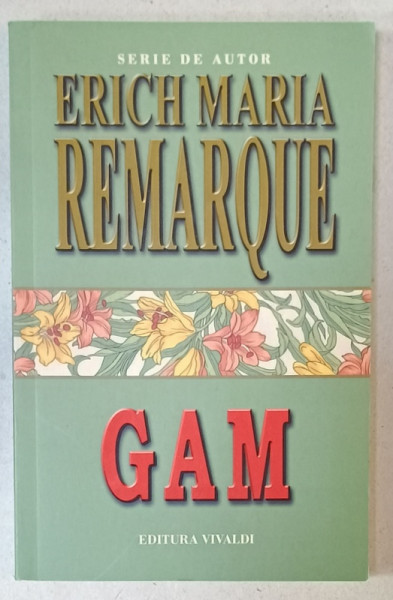 SERIE DE AUTOR
ERICH MARIA
REMARQUE
GAM
EDITURA VIVALDI